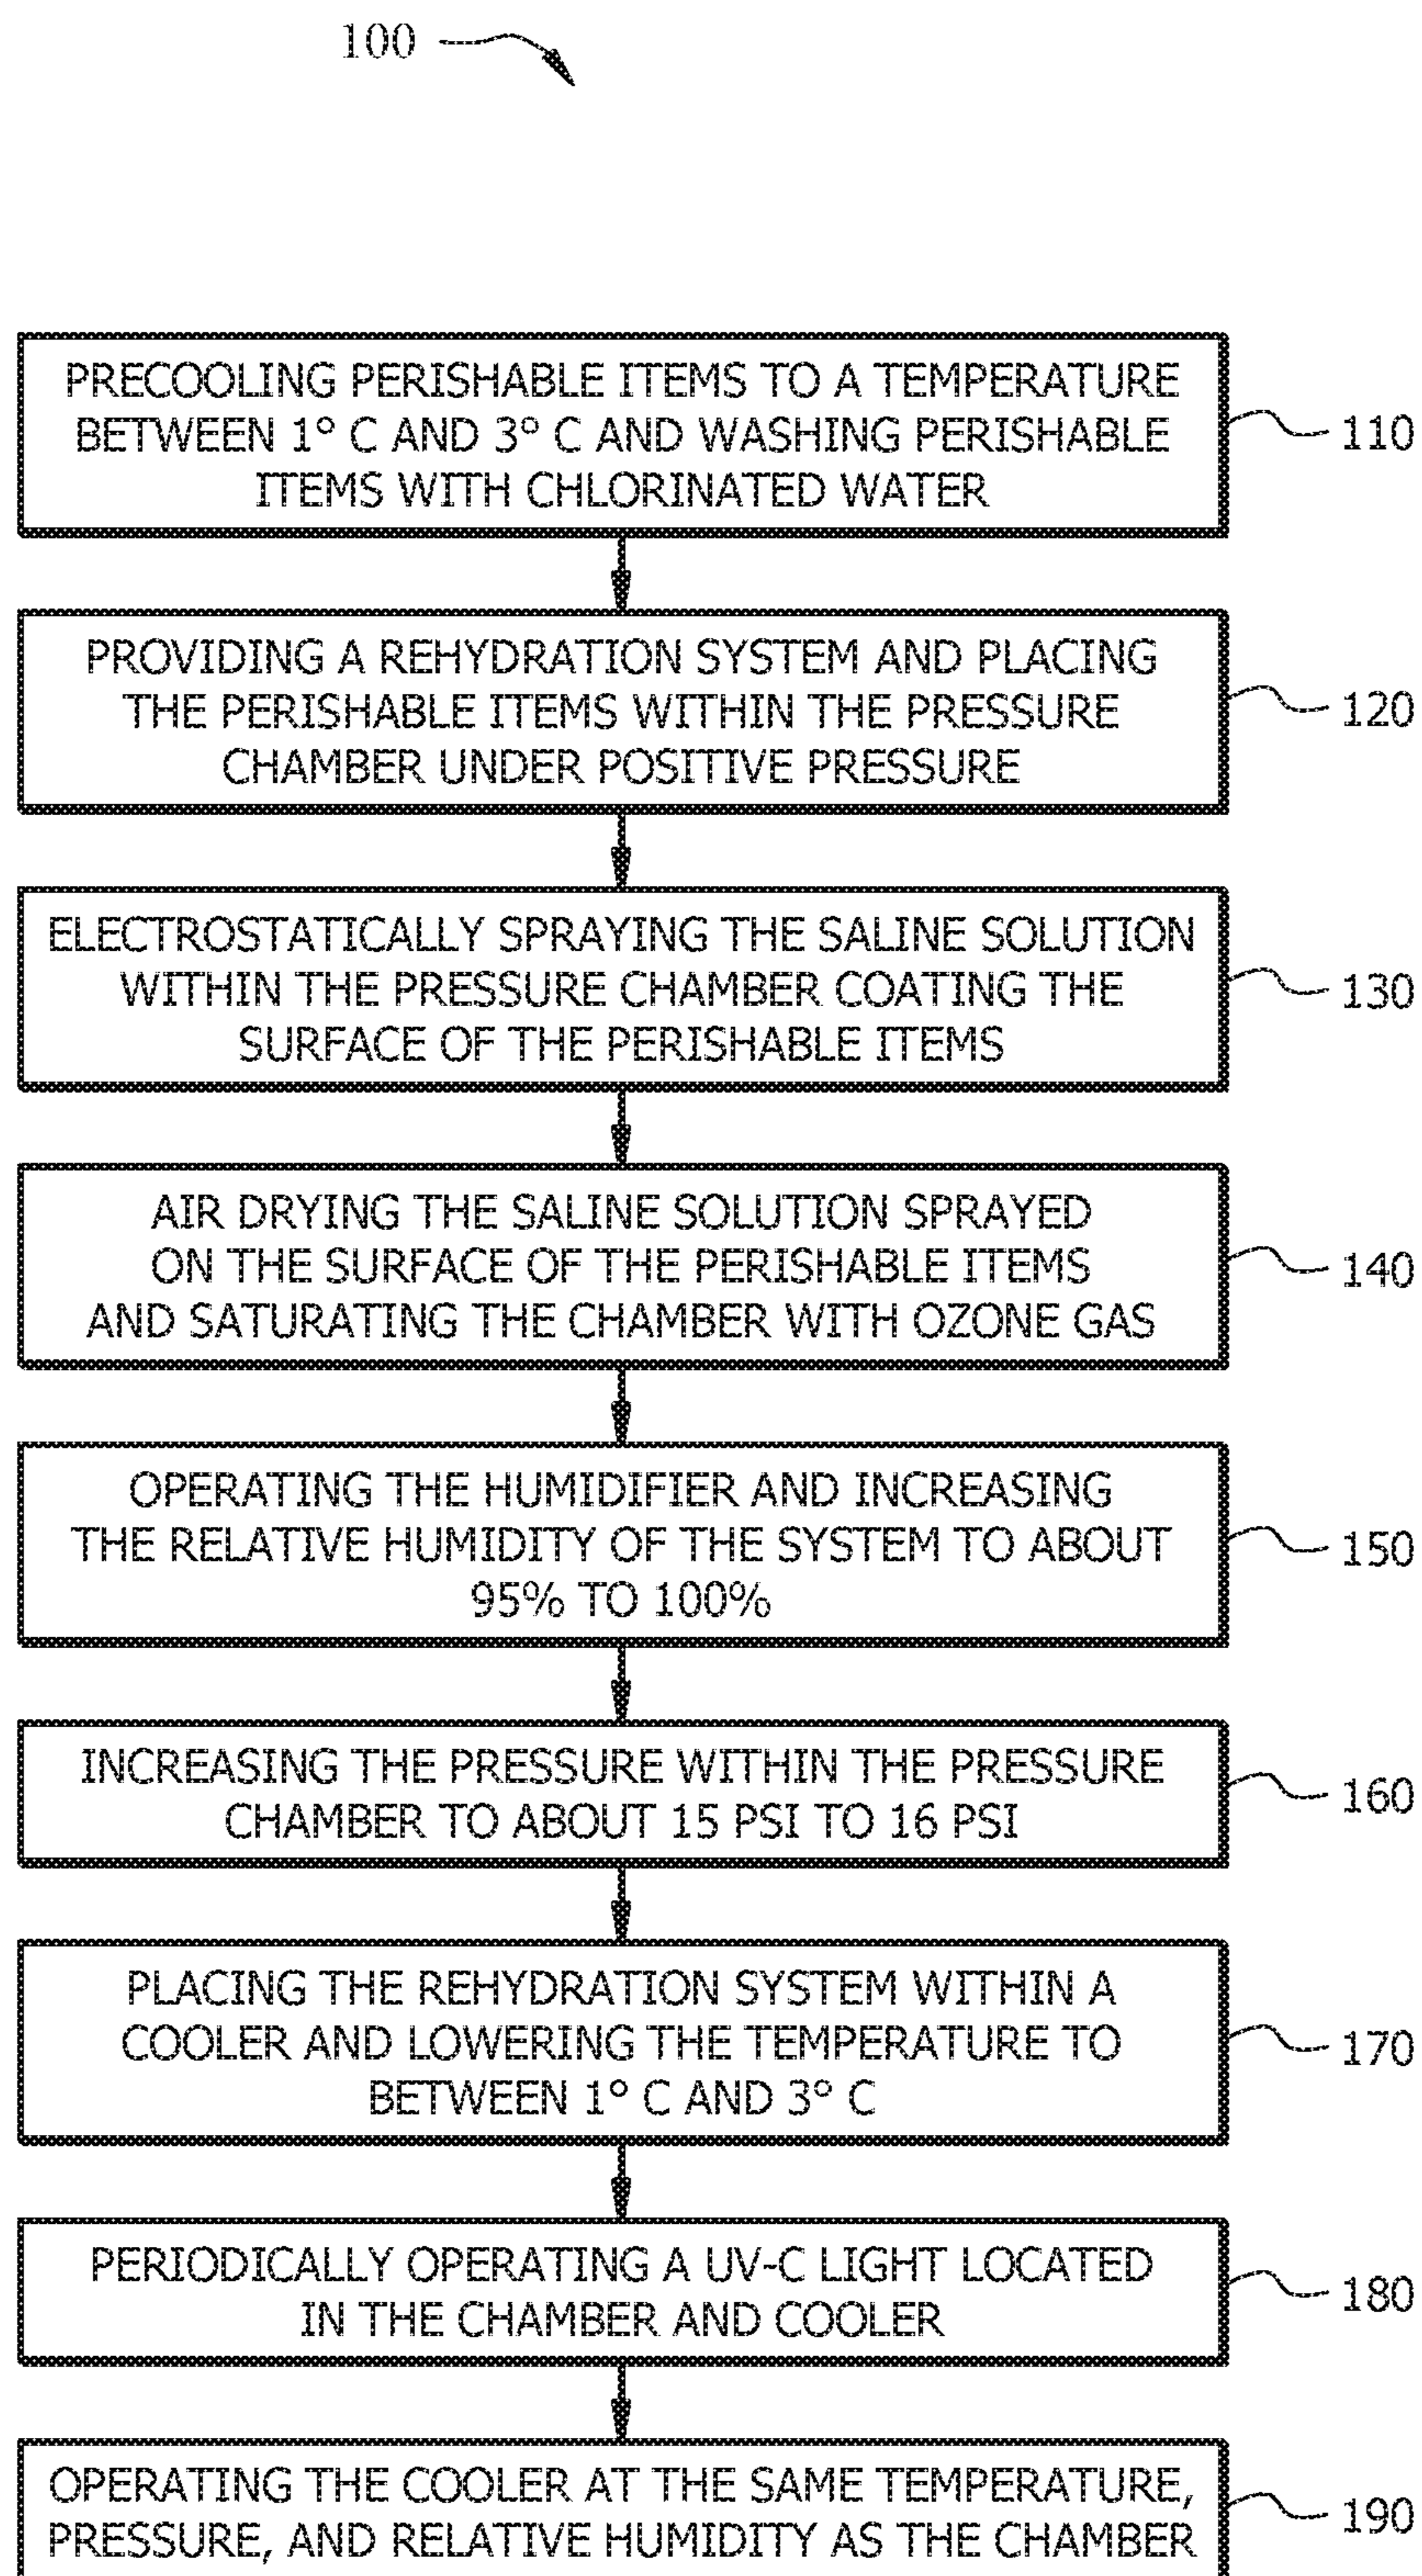 100
PRECOOLING PERISHABLE ITEMS TO A TEMPERATURE
BETWEEN 1° C AND 3° C AND WASHING PERISHABLE
ITEMS WITH CHLORINATED WATER
110
PROVIDING A REHYDRATION SYSTEM AND PLACING
THE PERISHABLE ITEMS WITHIN THE PRESSURE
CHAMBER UNDER POSITIVE PRESSURE
120
ELECTROSTATICALLY SPRAYING THE SALINE SOLUTION
WITHIN THE PRESSURE CHAMBER COATING THE
SURFACE OF THE PERISHABLE ITEMS
130
AIR DRYING THE SALINE SOLUTION SPRAYED
ON THE SURFACE OF THE PERISHABLE ITEMS
AND SATURATING THE CHAMBER WITH OZONE GAS
140
OPERATING THE HUMIDIFIER AND INCREASING
THE RELATIVE HUMIDITY OF THE SYSTEM TO ABOUT
95% TO 100%
150
INCREASING THE PRESSURE WITHIN THE PRESSURE
CHAMBER TO ABOUT 15 PSI TO 16 PSI
160
PLACING THE REHYDRATION SYSTEM WITHIN A
COOLER AND LOWERING THE TEMPERATURE TO
BETWEEN 1° C AND 3° C
170
PERIODICALLY OPERATING A UV-C LIGHT LOCATED
IN THE CHAMBER AND COOLER
180
OPERATING THE COOLER AT THE SAME TEMPERATURE,
PRESSURE, AND RELATIVE HUMIDITY AS THE CHAMBER
190